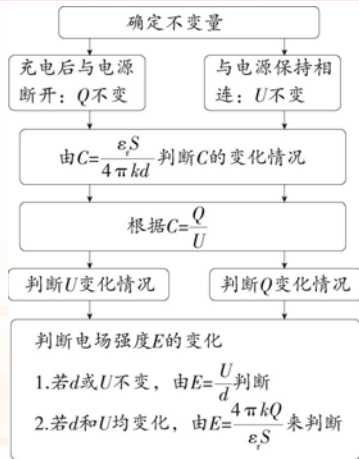 确定不变量
充电后与电源
断开：Q不变
与电源保持相
连：U不变
由C=εrS/4πkd判断C的变化情况
根据C=Q/U
判断U变化情况
判断Q变化情况
判断电场强度E的变化
1.若d或U不变，由E=U/d判断
2.若d和U均变化，由E=4πkQ/εrS来判断